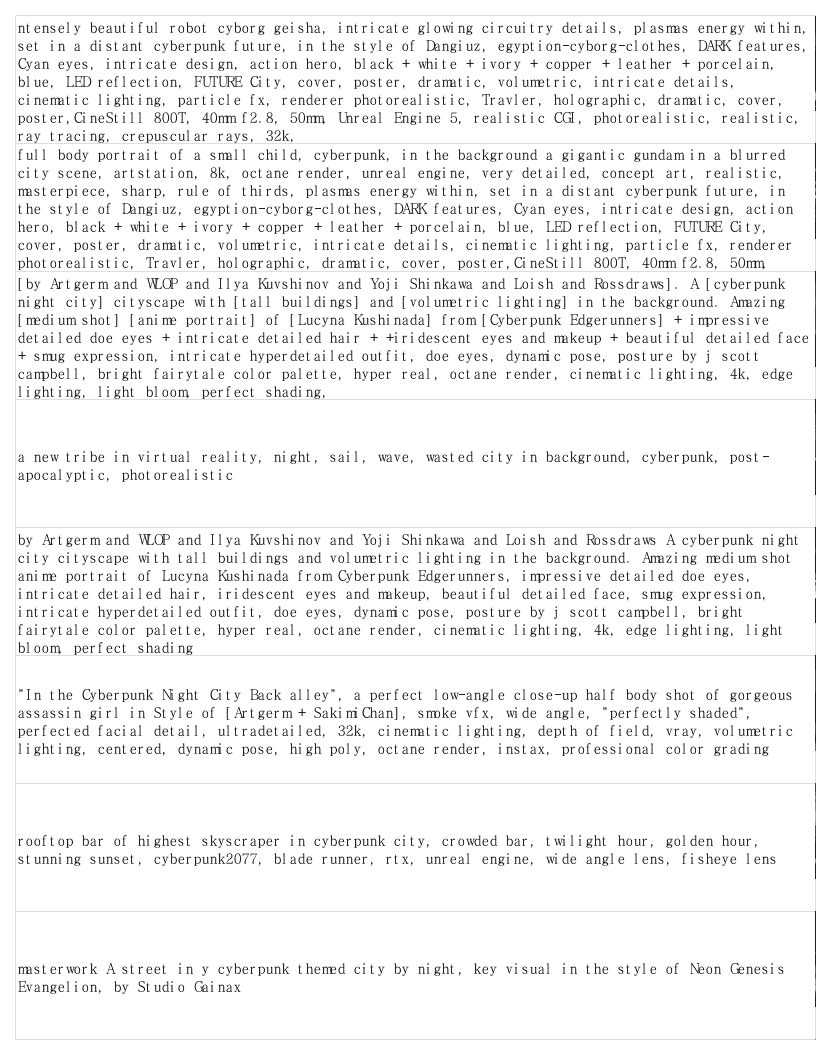 ntensely beautiful robot cyborg geisha, intricate glowing circuitry details, plasmas energy within,
set in a distant cyberpunk future, in the style of Dangiuz, egyption-cyborg-clothes, DARK features,
Cyan eyes, intricate design, action hero, black + white + ivory + copper + leather + porcelain,
blue, LED reflection, FUTURE City, cover, poster, dramatic, volumetric, intricate details,
cinematic lighting, particle fx, renderer photorealistic, Travler, holographic, dramatic, cover,
poster,CineStill 800T, 40mm f2.8, 50mm, Unreal Engine 5, realistic CGI, photorealistic, realistic,
ray tracing, crepuscular rays, 32k,
full body portrait of a small child, cyberpunk, in the background a gigantic gundam in a blurred
city scene, artstation, 8k, octane render, unreal engine, very detailed, concept art, realistic,
masterpiece, sharp, rule of thirds, plasmas energy within, set in a distant cyberpunk future, in
the style of Dangiuz, egyption-cyborg-clothes, DARK features, Cyan eyes, intricate design, action
hero, black + white + ivory + copper + leather + porcelain, blue, LED reflection, FUTURE City,
cover, poster, dramatic, volumetric, intricate details, cinematic lighting, particle fx, renderer
photorealistic, Travler, holographic, dramatic, cover, poster,CineStill 800T, 40mm f2.8, 50mm,
[by Artgerm and WLOP and Ilya Kuvshinov and Yoji Shinkawa and Loish and Rossdraws]. A [cyberpunk
night city] cityscape with [tall buildings] and [volumetric lighting] in the background. Amazing
[medium shot] [anime portrait] of [Lucyna Kushinada] from [Cyberpunk Edgerunners] + impressive
detailed doe eyes + intricate detailed hair + +iridescent eyes and makeup + beautiful detailed face
+ smug expression, intricate hyperdetailed outfit, doe eyes, dynamic pose, posture by j scott
campbell, bright fairytale color palette, hyper real, octane render, cinematic lighting, 4k, edge
lighting, light bloom, perfect shading,
a new tribe in virtual reality, night, sail, wave, wasted city in background, cyberpunk, post-
apocalyptic, photorealistic
by Artgerm and WLOP and Ilya Kuvshinov and Yoji Shinkawa and Loish and Rossdraws A cyberpunk night
city cityscape with tall buildings and volumetric lighting in the background. Amazing medium shot
anime portrait of Lucyna Kushinada from Cyberpunk Edgerunners, impressive detailed doe eyes,
intricate detailed hair, iridescent eyes and makeup, beautiful detailed face, smug expression,
intricate hyperdetailed outfit, doe eyes, dynamic pose, posture by j scott campbell, bright
fairytale color palette, hyper real, octane render, cinematic lighting, 4k, edge lighting, light
bloom, perfect shading
"In the Cyberpunk Night City Back alley", a perfect low-angle close-up half body shot of gorgeous
assassin girl in Style of [Artgerm + SakimiChan], smoke vfx, wide angle, "perfectly shaded",
perfected facial detail, ultradetailed, 32k, cinematic lighting, depth of field, vray, volumetric
lighting, centered, dynamic pose, high poly, octane render, instax, professional color grading
rooftop bar of highest skyscraper in cyberpunk city, crowded bar, twilight hour, golden hour,
stunning sunset, cyberpunk2077, blade runner, rtx, unreal engine, wide angle lens, fisheye lens
masterwork A street in y cyberpunk themed city by night, key visual in the style of Neon Genesis
Evangelion, by Studio Gainax